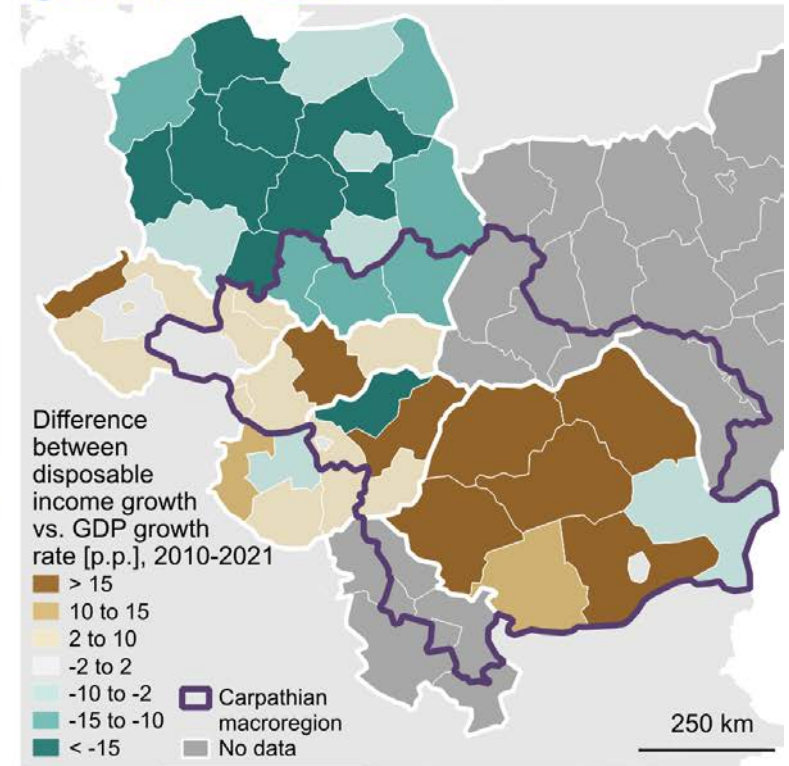 Difference
between
disposable
income growth
vs. GDP growth
rate [p.p.], 2010-2021
> 15
10 to 15
2 to 10
-2 to 2
-10 to -2
-15 to -10
< -15
Carpathian
macroregion
No data
250 km